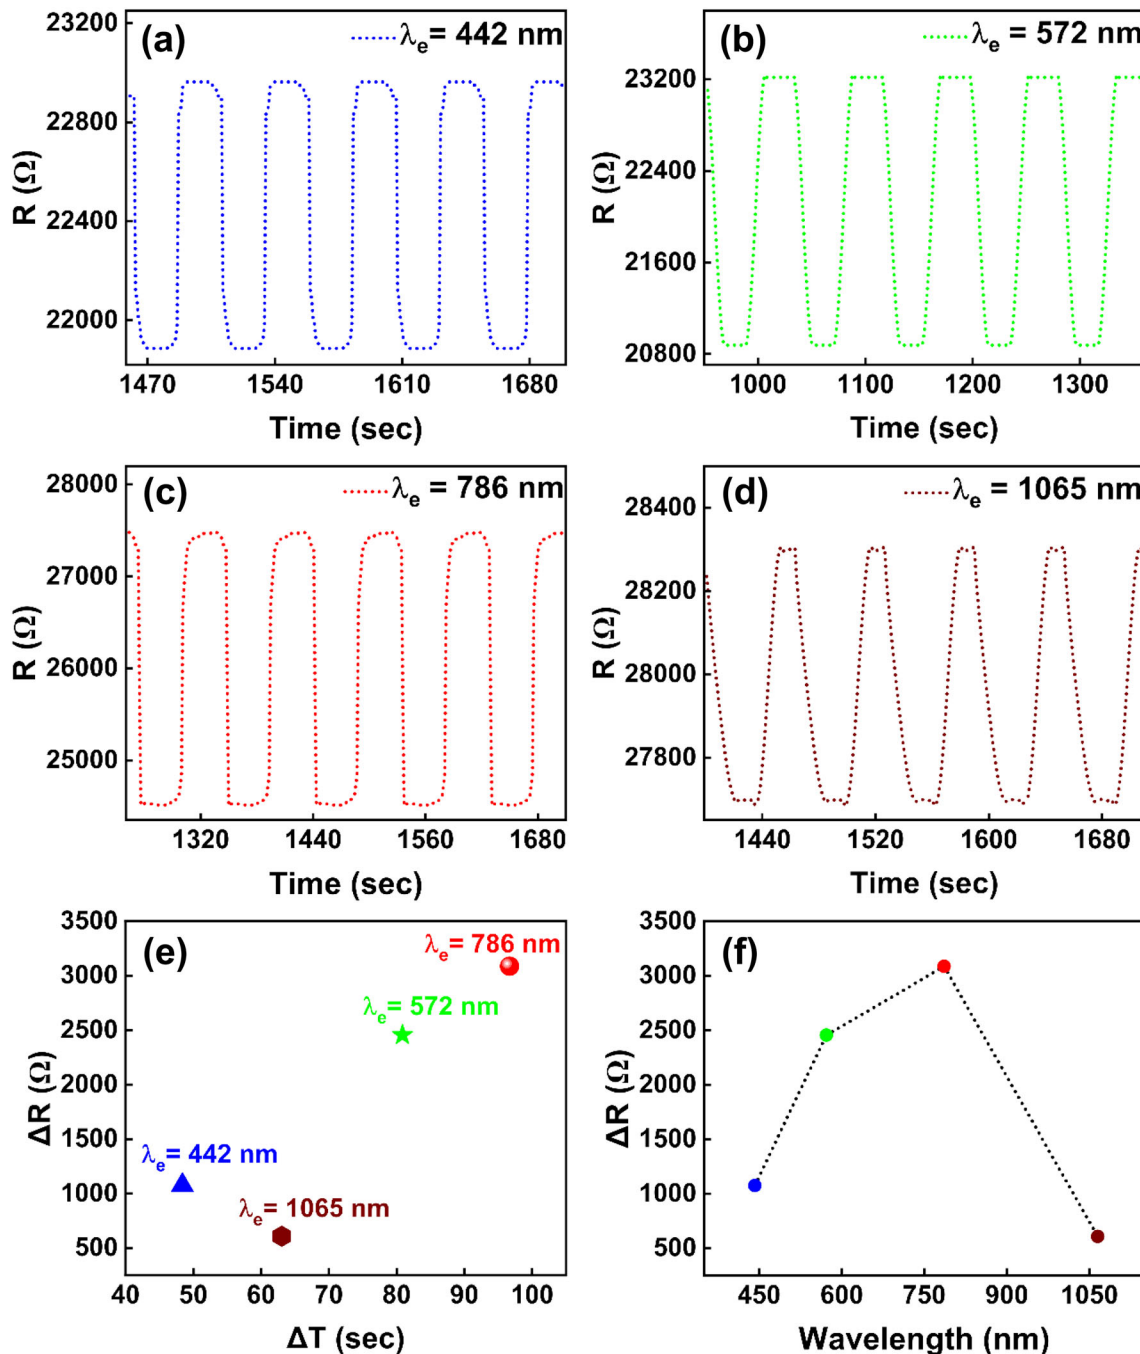 (a)
λe= 442 nm
R (Ω)
23200
22800
22400
22000
1470 1540 1610 1680
Time (sec)
(b)
λe = 572 nm
R (Ω)
23200
22400
21600
20800
1000 1100 1200 1300
Time (sec)
(c)
λe = 786 nm
R (Ω)
28000
27000
26000
25000
1320 1440 1560 1680
Time (sec)
(d)
λe = 1065 nm
R (Ω)
28400
28200
28000
27800
1440 1520 1600 1680
Time (sec)
(e)
λe= 786 nm
λe= 572 nm
λe= 442 nm
λe= 1065 nm
ΔR (Ω)
3500
3000
2500
2000
1500
1000
500
40 50 60 70 80 90 100
ΔT (sec)
(f)
ΔR (Ω)
3500
3000
2500
2000
1500
1000
500
450 600 750 900 1050
Wavelength (nm)